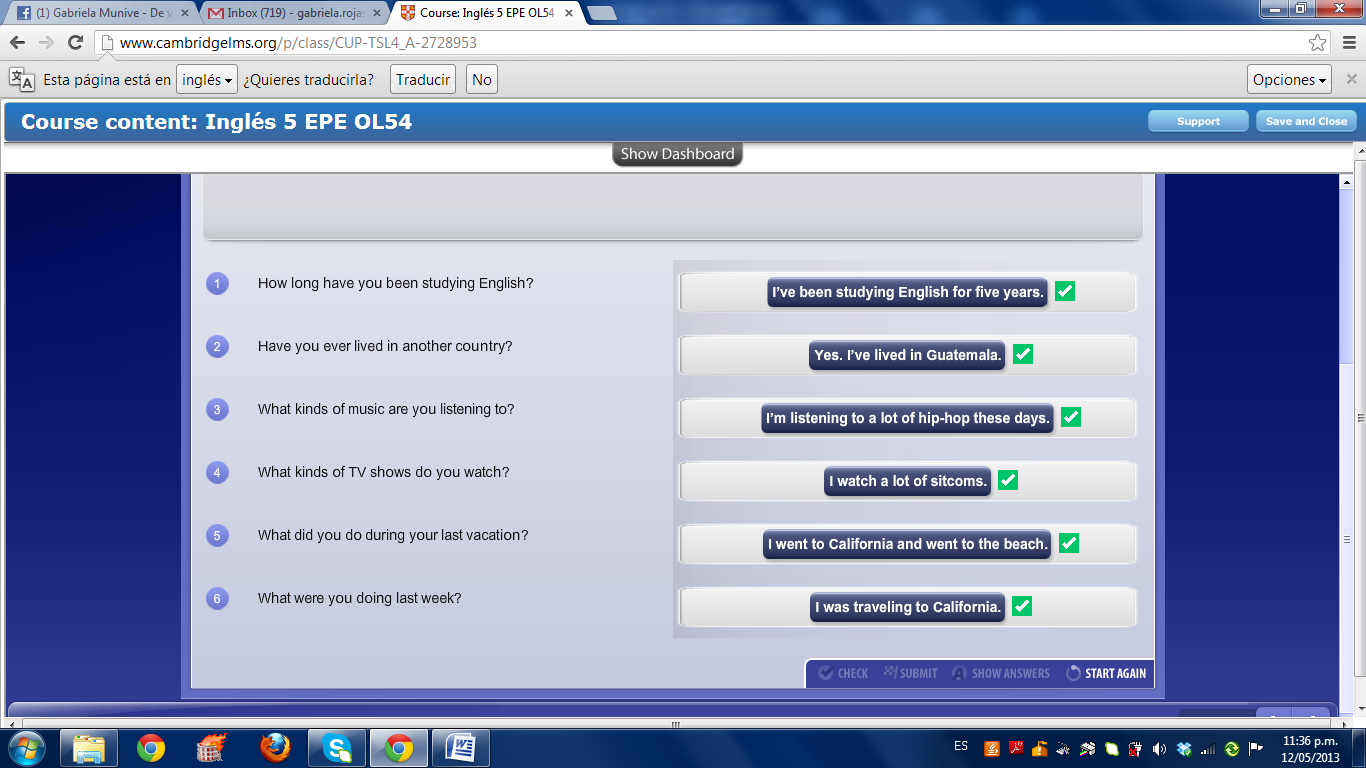 (1) Gabriela Munive - De v
Inbox (719) - gabriela.rojas
Course: Inglés 5 EPE OL54
www.cambridgelms.org/p/class/CUP-TSL4_A-2728953
Esta página está en inglés ¿Quieres traducirla? Traducir No Opciones
Course content: Inglés 5 EPE OL54 Support Save and Close
Show Dashboard
1 How long have you been studying English? I've been studying English for five years.
2 Have you ever lived in another country? Yes. I've lived in Guatemala.
3 What kinds of music are you listening to? I'm listening to a lot of hip-hop these days.
4 What kinds of TV shows do you watch? I watch a lot of sitcoms.
5 What did you do during your last vacation? I went to California and went to the beach.
6 What were you doing last week? I was traveling to California.
CHECK SUBMIT SHOW ANSWERS START AGAIN
ES 11:36 p.m.
12/05/2013